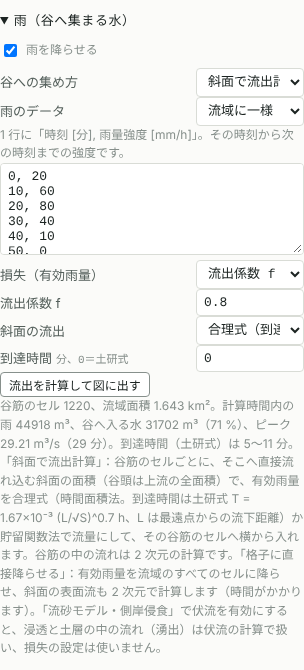 ▼ 雨（谷へ集まる水）
雨を降らせる
谷への集め方 斜面で流出計
雨のデータ 流域に一様
1 行に「時刻 [分], 雨量強度 [mm/h]」。その時刻から次
の時刻までの強度です。
0, 20
10, 60
20, 80
30, 40
40, 10
50, 0
損失（有効雨量） 流出係数 f
流出係数 f 0.8
斜面の流出 合理式（到達
到達時間 分、0＝土研式 0
流出を計算して図に出す
谷筋のセル 1220、流域面積 1.643 km²。計算時間内の
雨 44918 m³、谷へ入る水 31702 m³（71 %）、ピーク
29.21 m³/s（29 分）。到達時間（土研式）は 5〜11 分。
「斜面で流出計算」：谷筋のセルごとに、そこへ直接流
れ込む斜面の面積（谷頭は上流の全面積）で、有効雨量
を合理式（時間面積法。到達時間は土研式 T =
1.67×10⁻³ (L/√S)^0.7 h、L は最遠点からの流下距離）か
貯留関数法で流量にして、その谷筋のセルへ横から入れ
ます。谷筋の中の流れは 2 次元の計算です。「格子に直
接降らせる」：有効雨量を流域のすべてのセルに降ら
せ、斜面の表面流も 2 次元で計算します（時間がかかり
ます）。「流砂モデル・側岸侵食」で伏流を有効にする
と、浸透と土層の中の流れ（湧出）は伏流の計算で扱
い、損失の設定は使いません。